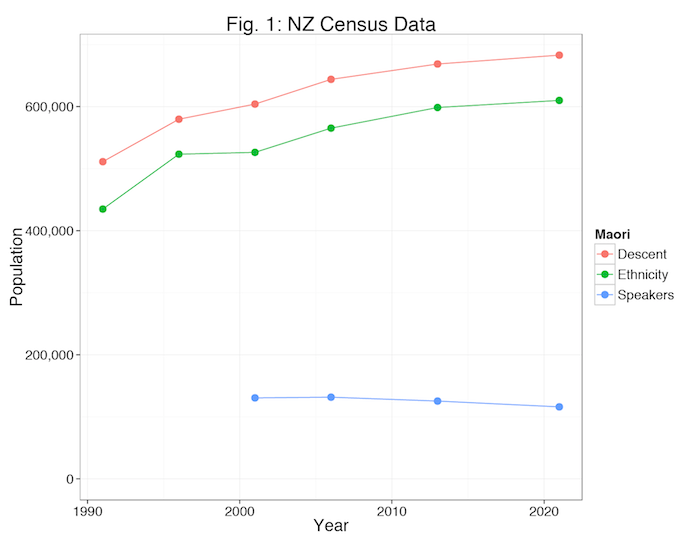 Fig. 1: NZ Census Data
Population
600,000
400,000
200,000
0
1990
2000
2010
2020
Year
Maori
Descent
Ethnicity
Speakers